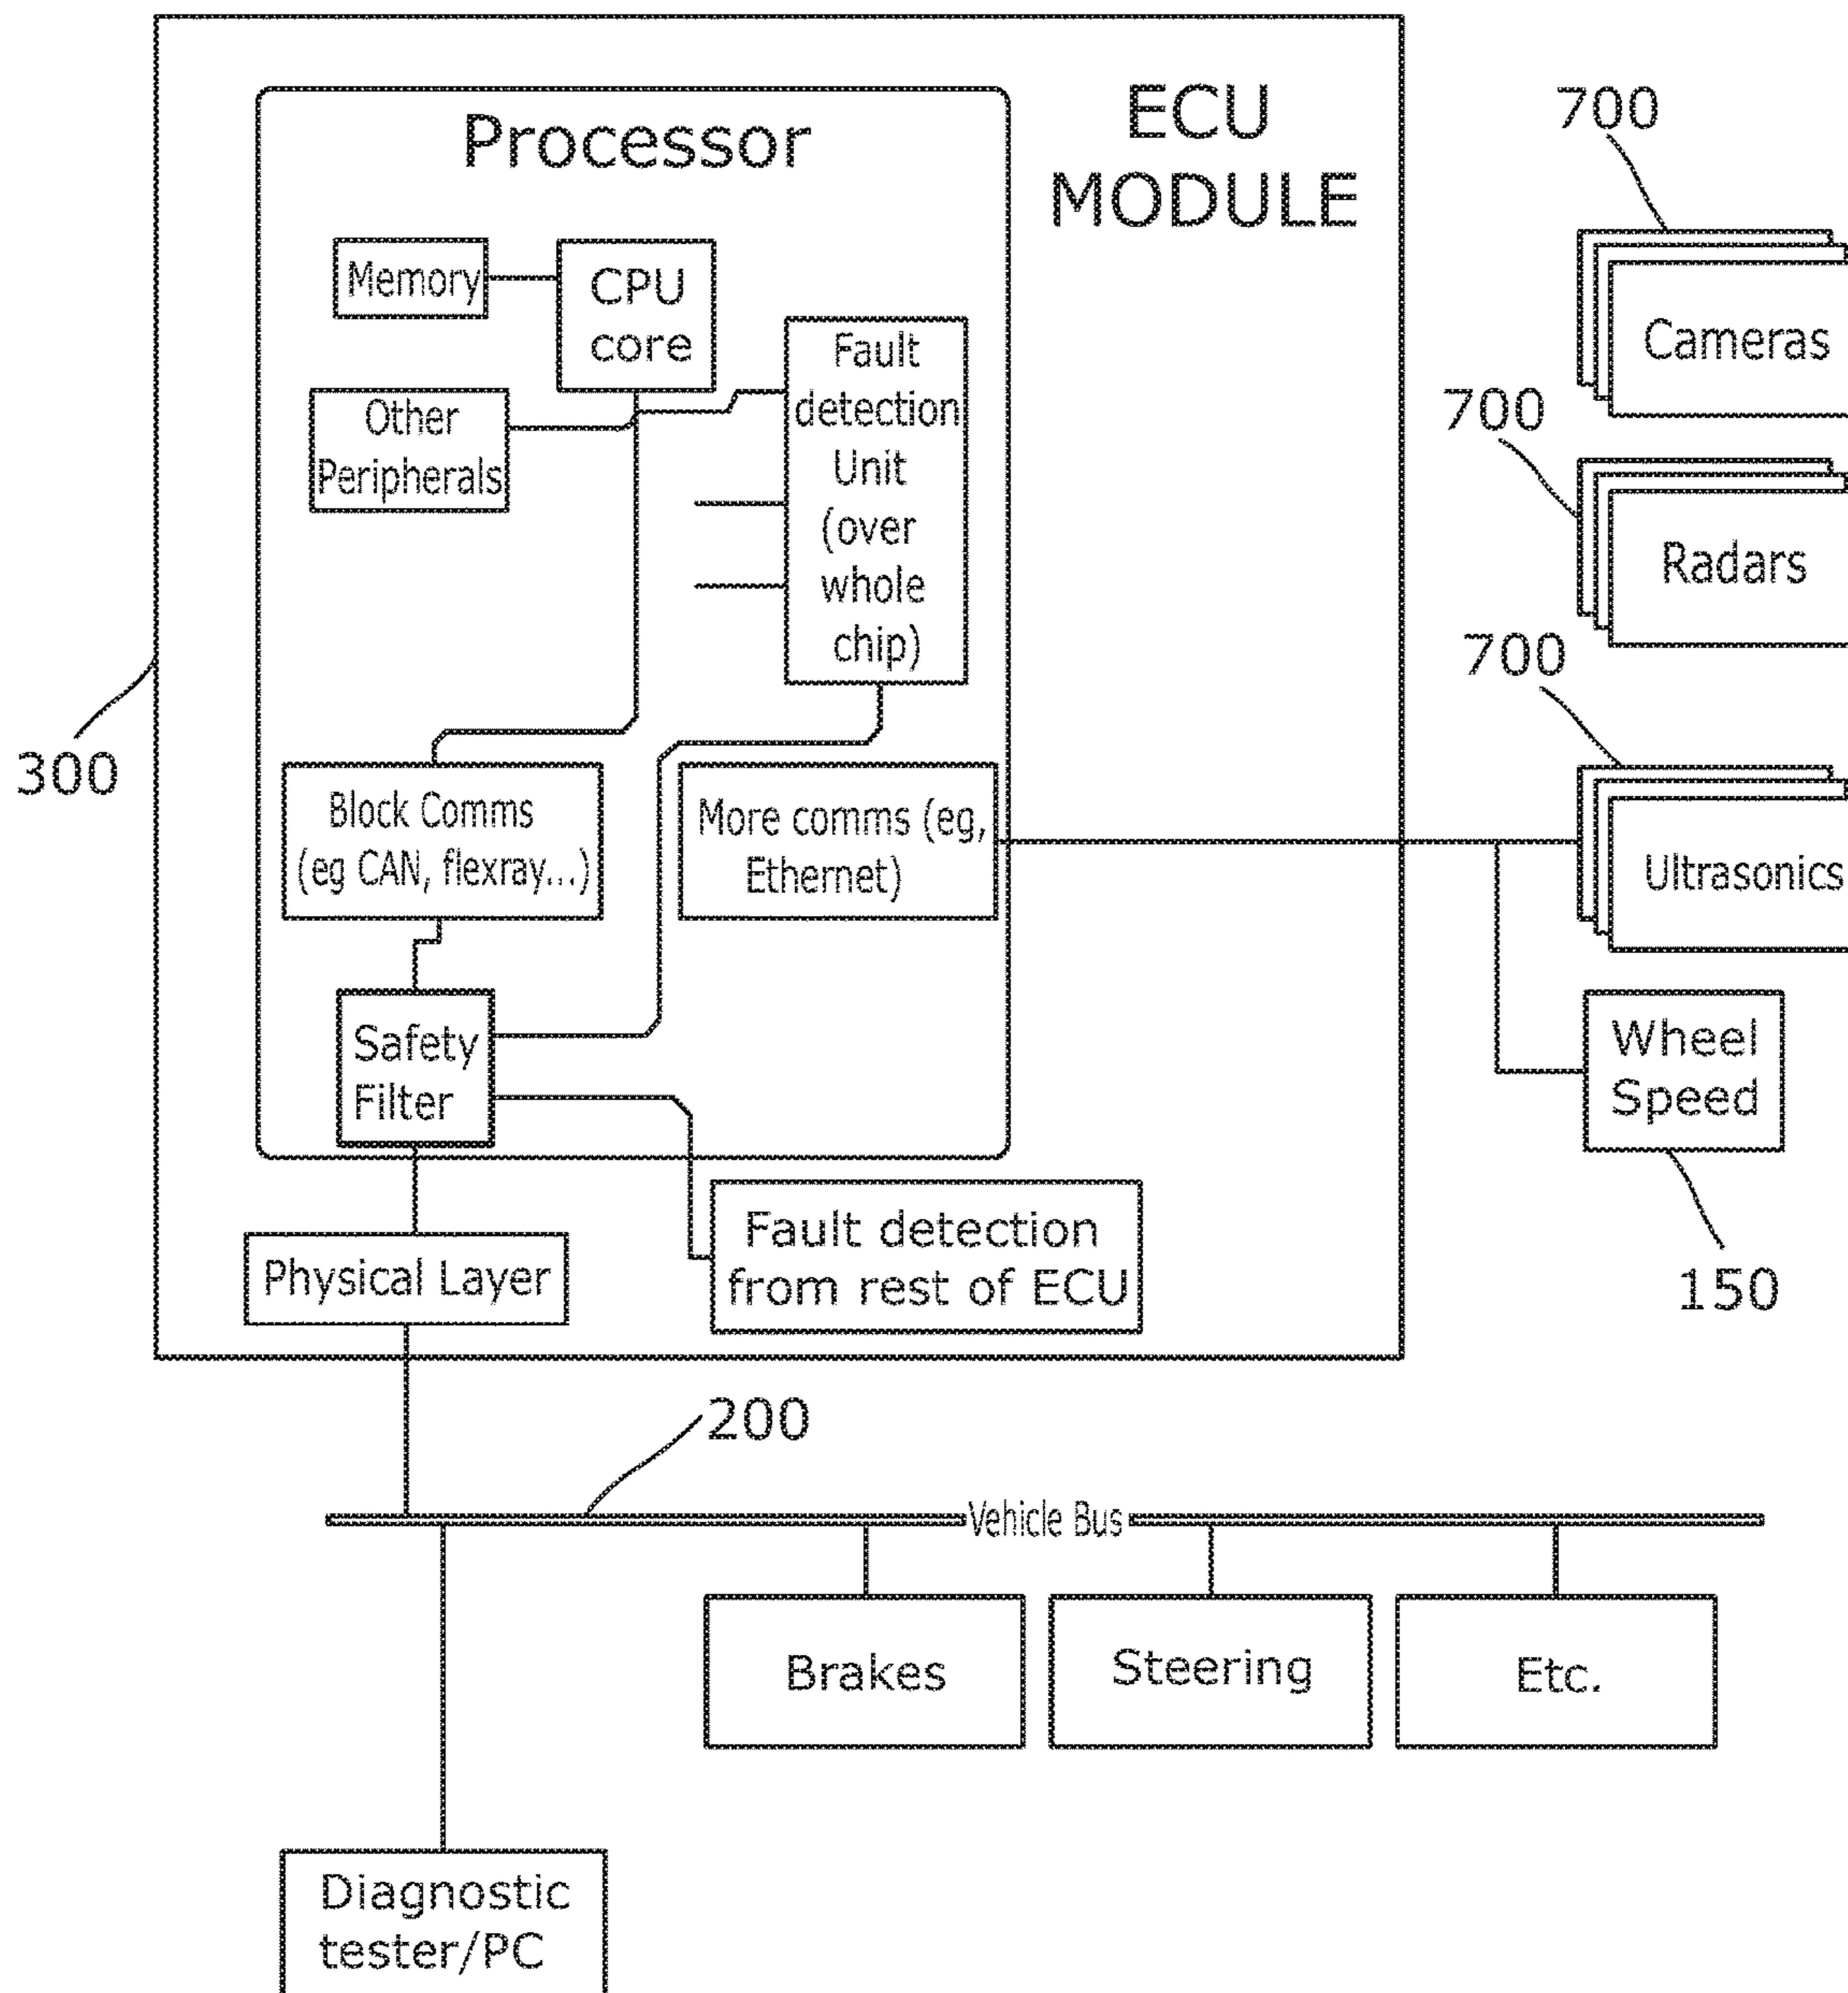 ECU
MODULE
Processor
Memory
CPU
core
Fault
detection
Unit
(over
whole
chip)
Other
Peripherals
Block Comms
(eg CAN, flexray...)
More comms (eg,
Ethernet)
Safety
Filter
Physical Layer
Fault detection
from rest of ECU
300
700
Cameras
700
Radars
700
Ultrasonics
Wheel
Speed
150
200
Vehicle Bus
Brakes
Steering
Etc.
Diagnostic
tester/PC